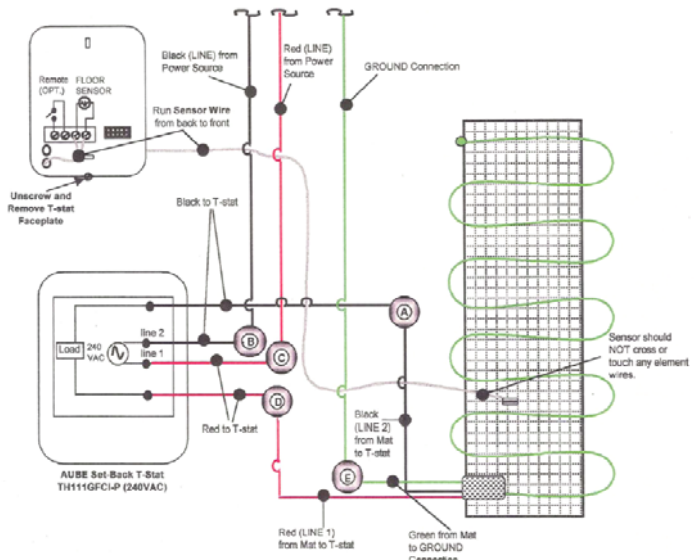 Black (LINE) from
Power Source
Red (LINE)
from Power
Source
GROUND Connection
Remote
(OPT.)
FLOOR
SENSOR
Run Sensor Wire
from back to front
Unscrew and
Remove T-stat
Faceplate
Black to T-stat
A
line 2
B
Load
240
VAC
line 1
C
Sensor should
NOT cross or
touch any element
wires.
D
Red to T-stat
Black
(LINE 2)
from Mat
to T-stat
AUBE Set-Back T-Stat
TH111GFCI-P (240VAC)
E
Red (LINE 1)
from Mat to T-stat
Green from Mat
to GROUND
Connection